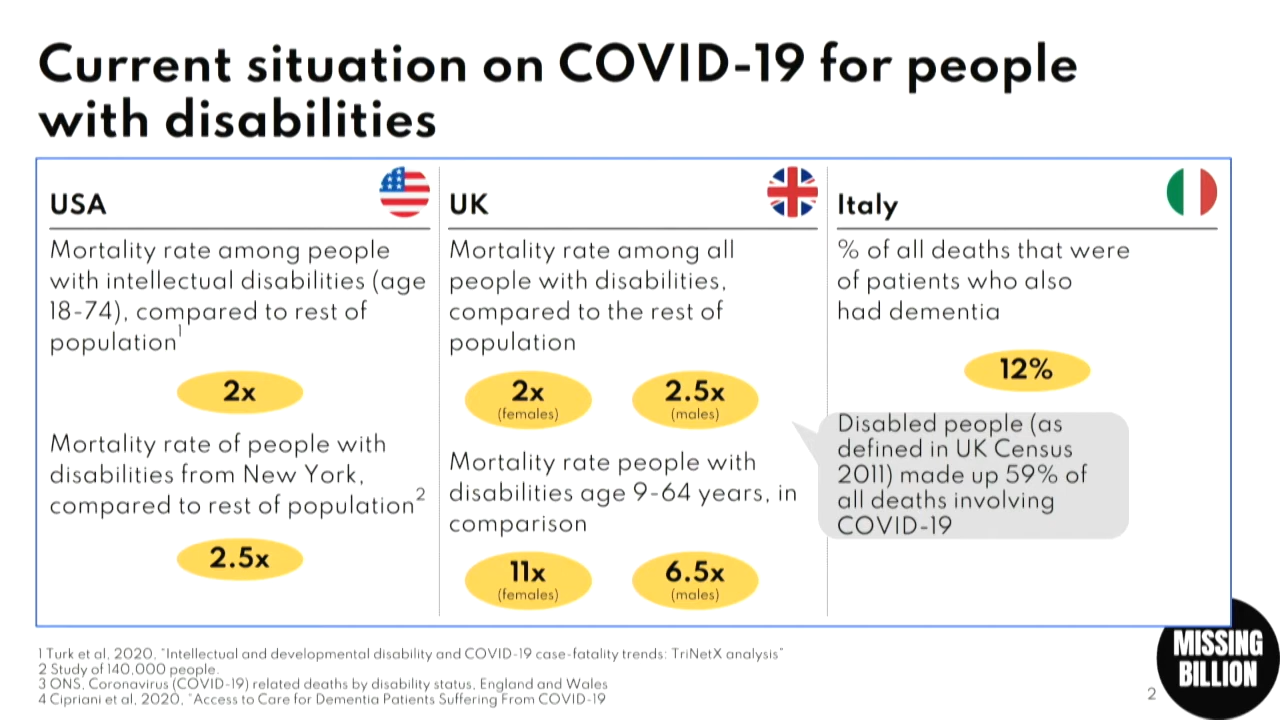 Current situation on COVID-19 for people
with disabilities
USA
Mortality rate among people
with intellectual disabilities (age
18-74), compared to rest of
population1
2x
Mortality rate of people with
disabilities from New York,
compared to rest of population2
2.5x
UK
Mortality rate among all
people with disabilities,
compared to the rest of
population
2x
(females)
2.5x
(males)
Mortality rate people with
disabilities age 9-64 years, in
comparison
11x
(females)
6.5x
(males)
Italy
% of all deaths that were
of patients who also
had dementia
12%
Disabled people (as
defined in UK Census
2011) made up 59% of
all deaths involving
COVID-19
1 Turk et al, 2020, "Intellectual and developmental disability and COVID-19 case-fatality trends: TriNetX analysis"
2 Study of 140,000 people.
3 ONS, Coronavirus (COVID-19) related deaths by disability status, England and Wales
4 Cipriani et al, 2020, "Access to Care for Dementia Patients Suffering From COVID-19
2
MISSING
BILLION